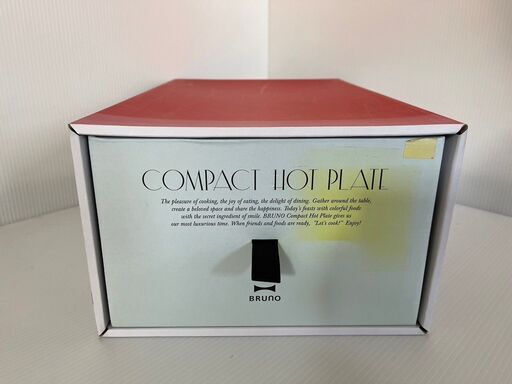 COMPACT HOT PLATE
The pleasure of cooking, the joy of eating, the delight of dining. Gather around the table,
create a beloved space and share the happiness. Today's feasts with colorful foods
with the secret ingredient of smile. BRUNO Compact Hot Plate gives us
our most luxurious time. When friends and foods are ready, "Let's cook!" Enjoy!
BRUNO